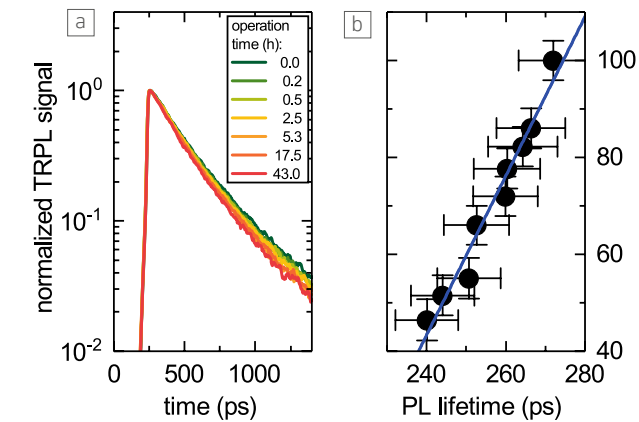 a
operation
time (h):
0.0
0.2
0.5
2.5
5.3
17.5
43.0
10⁰
10⁻¹
10⁻²
normalized TRPL signal
0 500 1000
time (ps)
b
100
80
60
40
240 260 280
PL lifetime (ps)